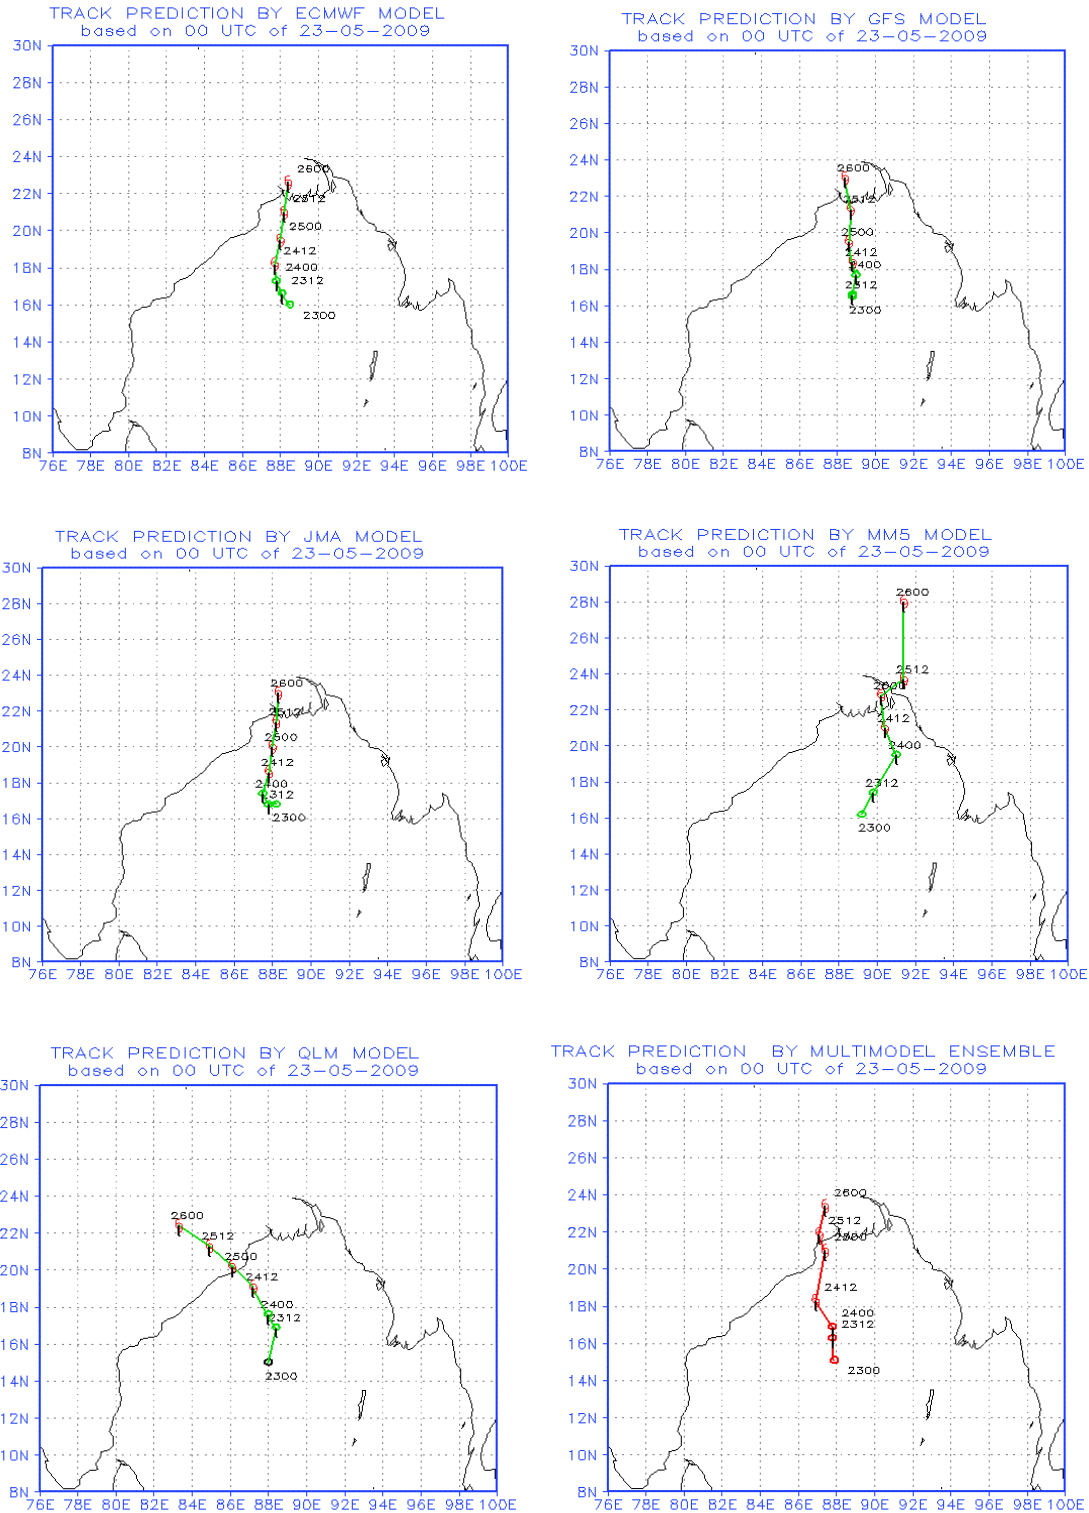 TRACK PREDICTION BY ECMWF MODEL
based on 00 UTC of 23-05-2009
30N
28N
26N
24N
22N
20N
18N
16N
14N
12N
10N
8N
2600
2512
2500
2412
2400
2312
2300
76E 78E 80E 82E 84E 86E 88E 90E 92E 94E 96E 98E 100E
TRACK PREDICTION BY GFS MODEL
based on 00 UTC of 23-05-2009
30N
28N
26N
24N
22N
20N
18N
16N
14N
12N
10N
8N
2600
2512
2500
2412
2400
2312
2300
76E 78E 80E 82E 84E 86E 88E 90E 92E 94E 96E 98E 100E
TRACK PREDICTION BY JMA MODEL
based on 00 UTC of 23-05-2009
30N
28N
26N
24N
22N
20N
18N
16N
14N
12N
10N
8N
2600
2512
2500
2412
2400
2312
2300
76E 78E 80E 82E 84E 86E 88E 90E 92E 94E 96E 98E 100E
TRACK PREDICTION BY MM5 MODEL
based on 00 UTC of 23-05-2009
30N
28N
26N
24N
22N
20N
18N
16N
14N
12N
10N
8N
2600
2512
2500
2412
2400
2312
2300
76E 78E 80E 82E 84E 86E 88E 90E 92E 94E 96E 98E 100E
TRACK PREDICTION BY QLM MODEL
based on 00 UTC of 23-05-2009
30N
28N
26N
24N
22N
20N
18N
16N
14N
12N
10N
8N
2600
2512
2500
2412
2400
2312
2300
76E 78E 80E 82E 84E 86E 88E 90E 92E 94E 96E 98E 100E
TRACK PREDICTION BY MULTIMODEL ENSEMBLE
based on 00 UTC of 23-05-2009
30N
28N
26N
24N
22N
20N
18N
16N
14N
12N
10N
8N
2600
2512
2500
2412
2400
2312
2300
76E 78E 80E 82E 84E 86E 88E 90E 92E 94E 96E 98E 100E